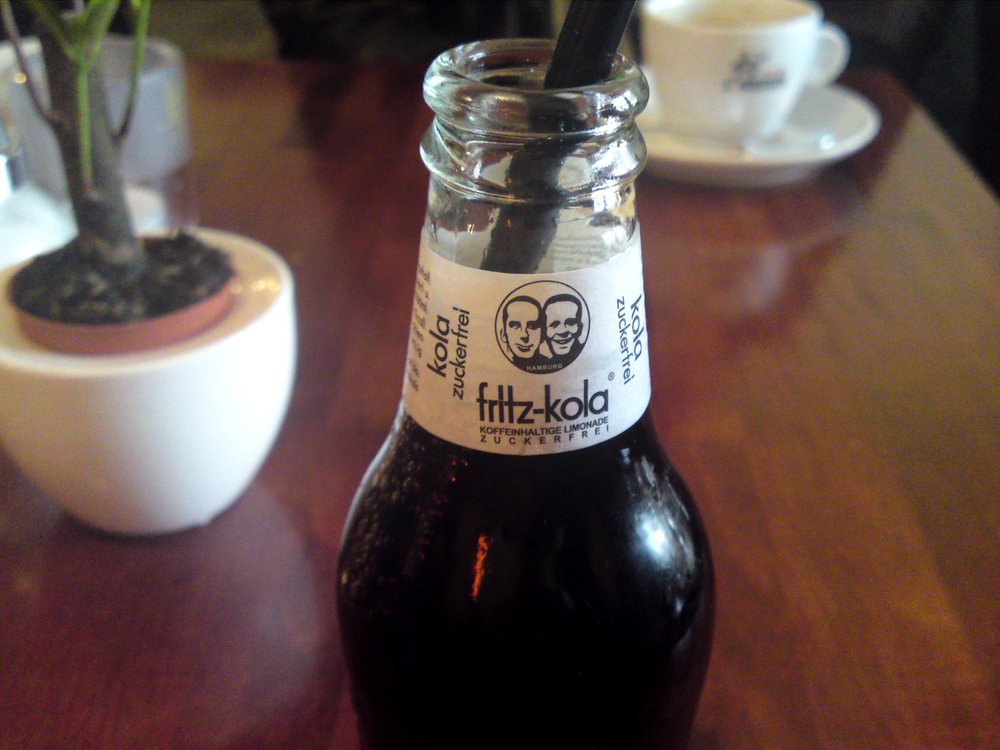 kola
zuckerfrei
HAMBURG
frItz-kola®
KOFFEINHALTIGE LIMONADE
ZUCKERFREI
kola
zuckerfrei